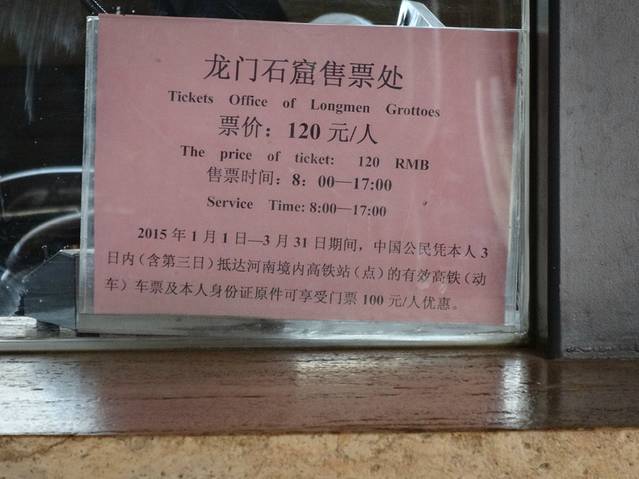 龙门石窟售票处
Tickets Office of Longmen Grottoes
票价：120 元/人
The price of ticket: 120 RMB
售票时间：8：00—17:00
Service Time: 8:00—17:00
2015 年 1 月 1 日—3 月 31 日期间，中国公民凭本人 3
日内（含第三日）抵达河南境内高铁站（点）的有效高铁（动
车）车票及本人身份证原件可享受门票 100 元/人优惠。